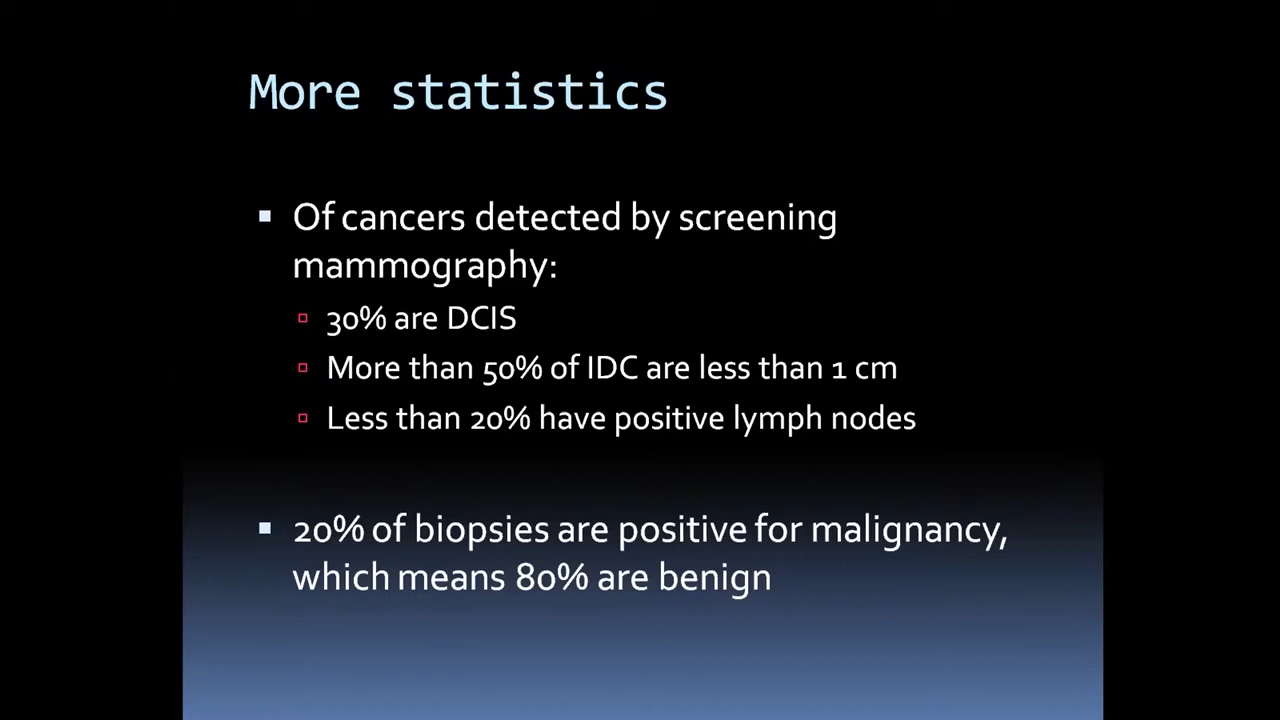 More statistics
Of cancers detected by screening
mammography:
30% are DCIS
More than 50% of IDC are less than 1 cm
Less than 20% have positive lymph nodes
20% of biopsies are positive for malignancy,
which means 80% are benign